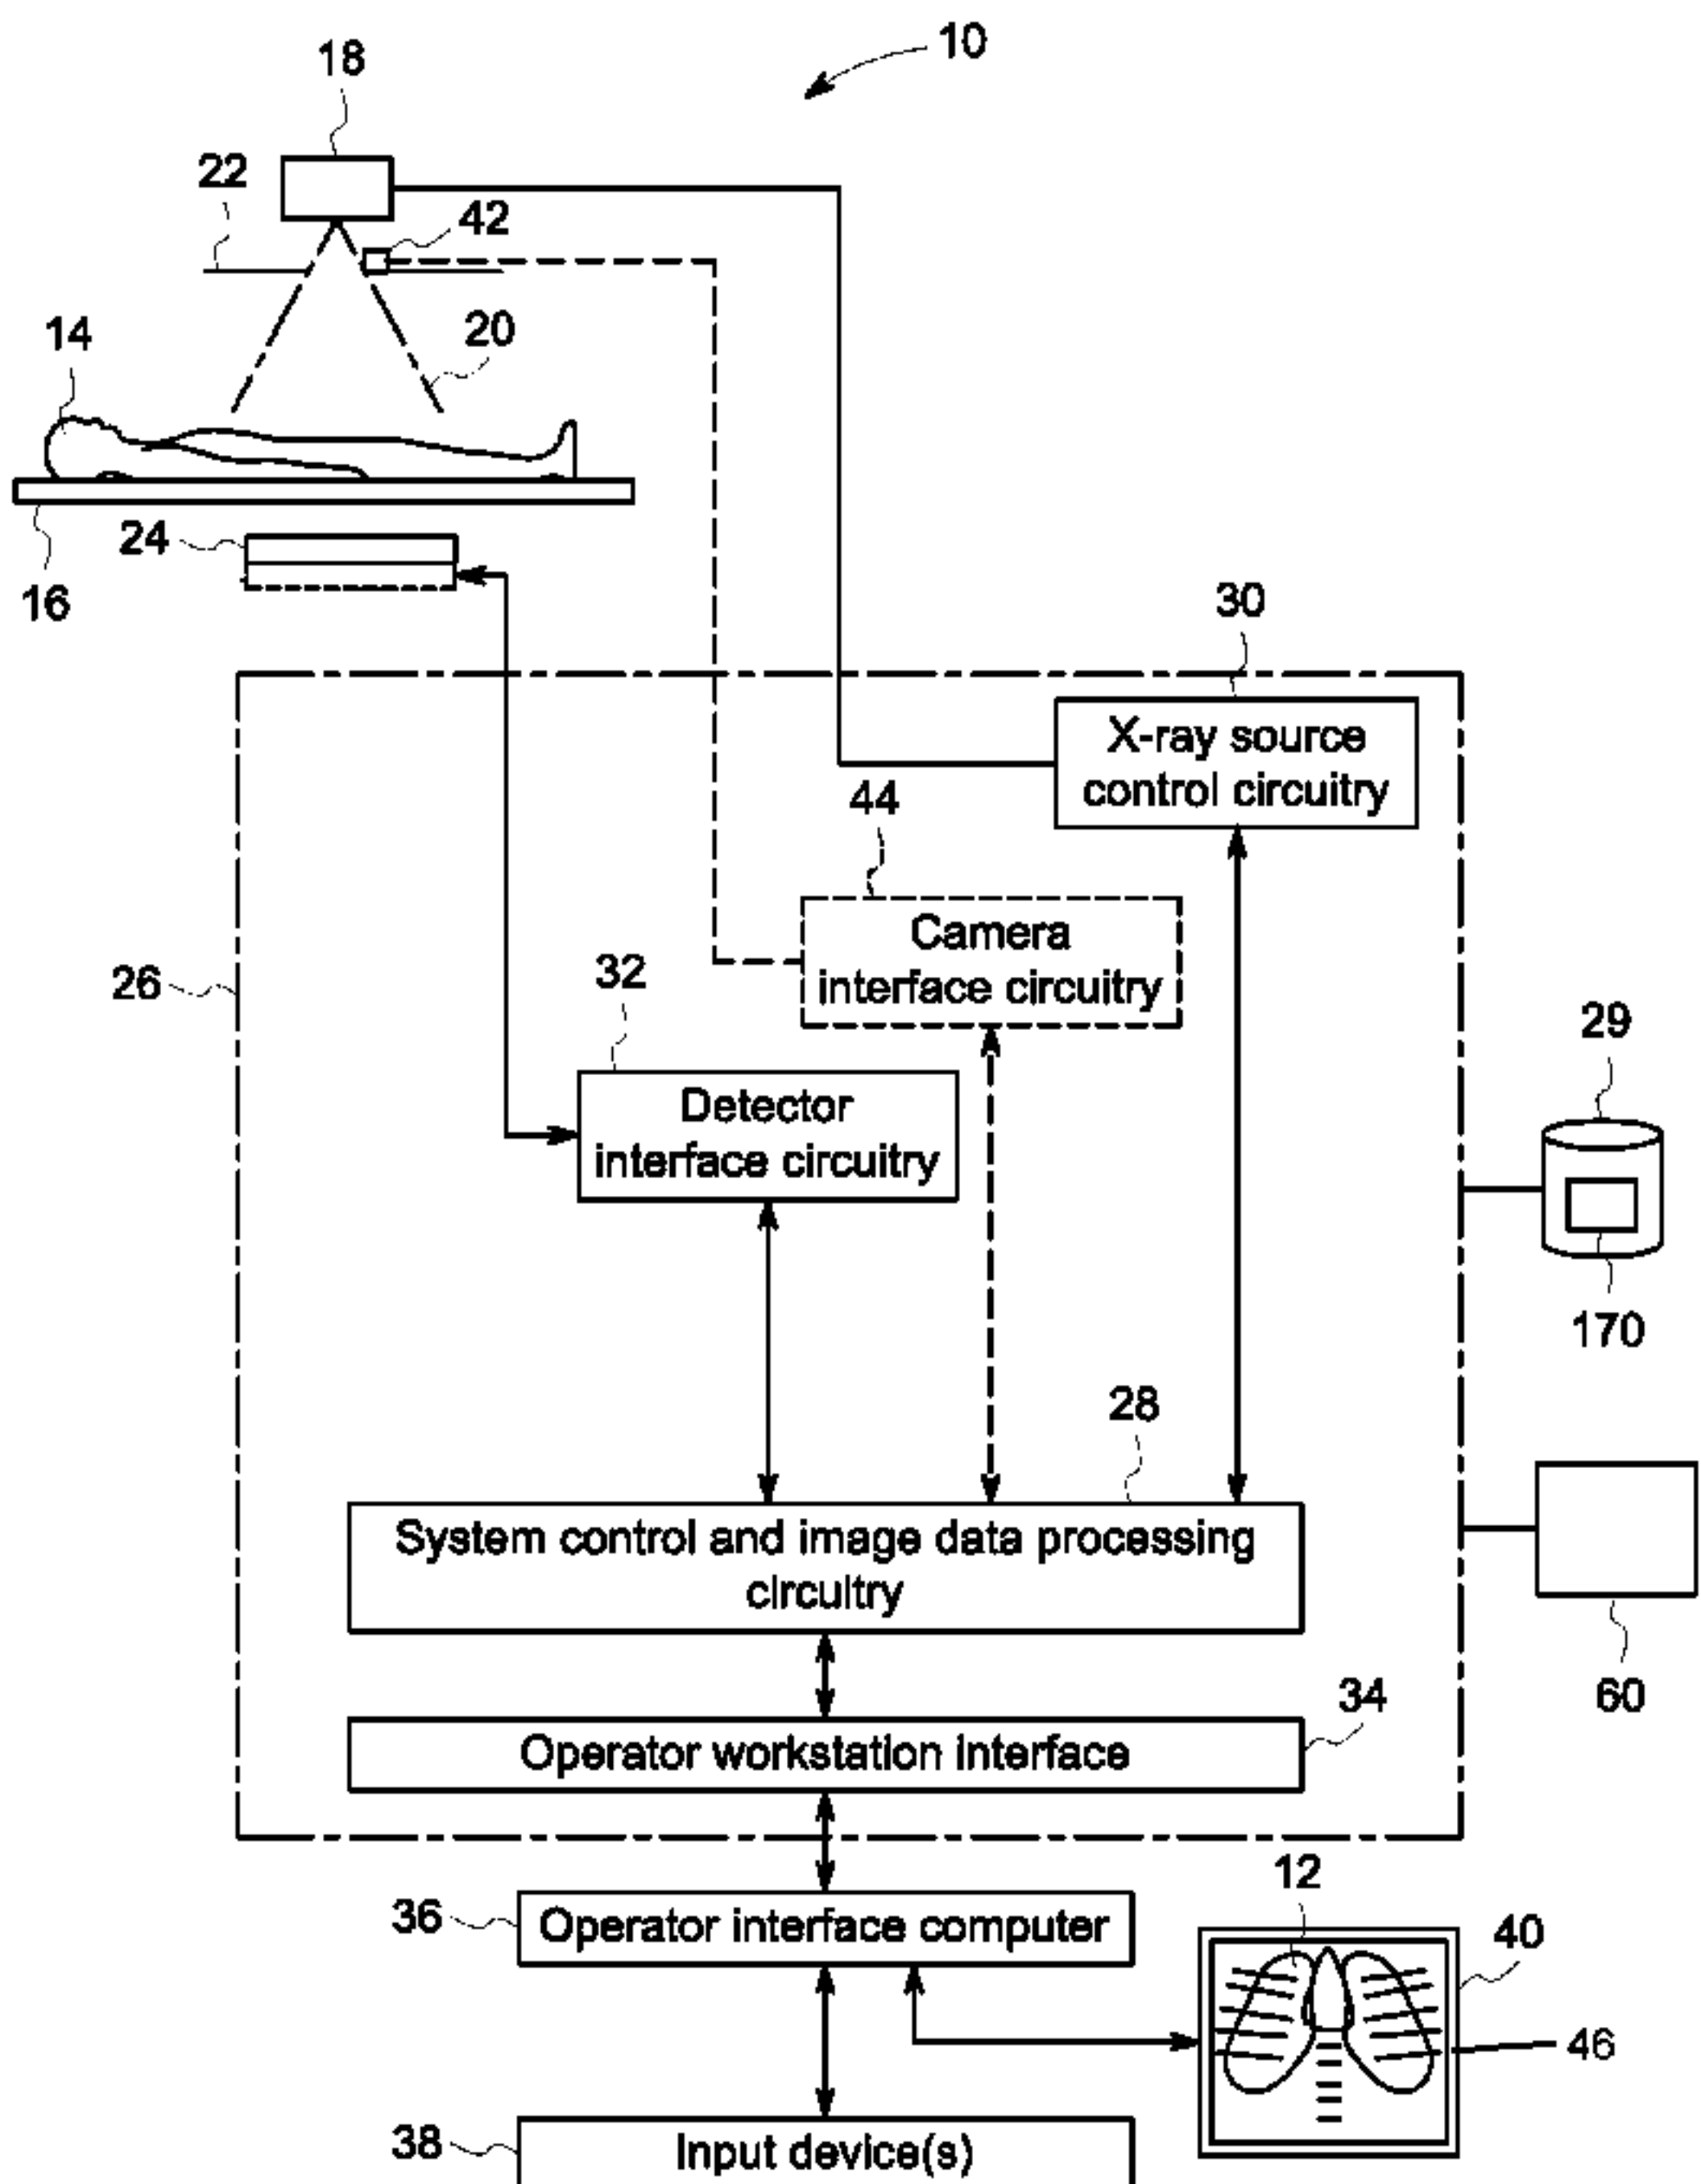 10
18
22
42
20
14
24
16
30
X-ray source
control circuitry
44
Camera
interface circuitry
26
32
Detector
interface circuitry
29
170
28
System control and image data processing
circuitry
60
34
Operator workstation interface
12
36
Operator interface computer
40
46
38
Input device(s)